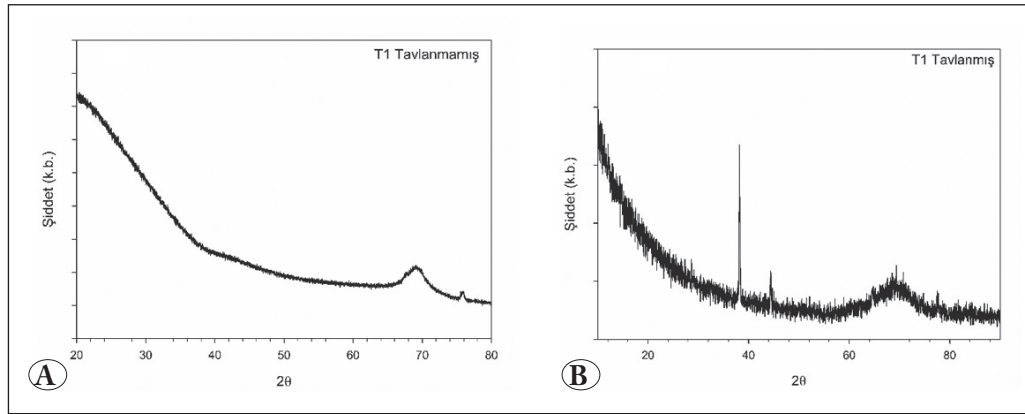 T1 Tavlanmamış
Şiddet (k.b.)
20 30 40 50 60 70 80
2θ
A
T1 Tavlanmış
Şiddet (k.b.)
20 40 60 80
2θ
B